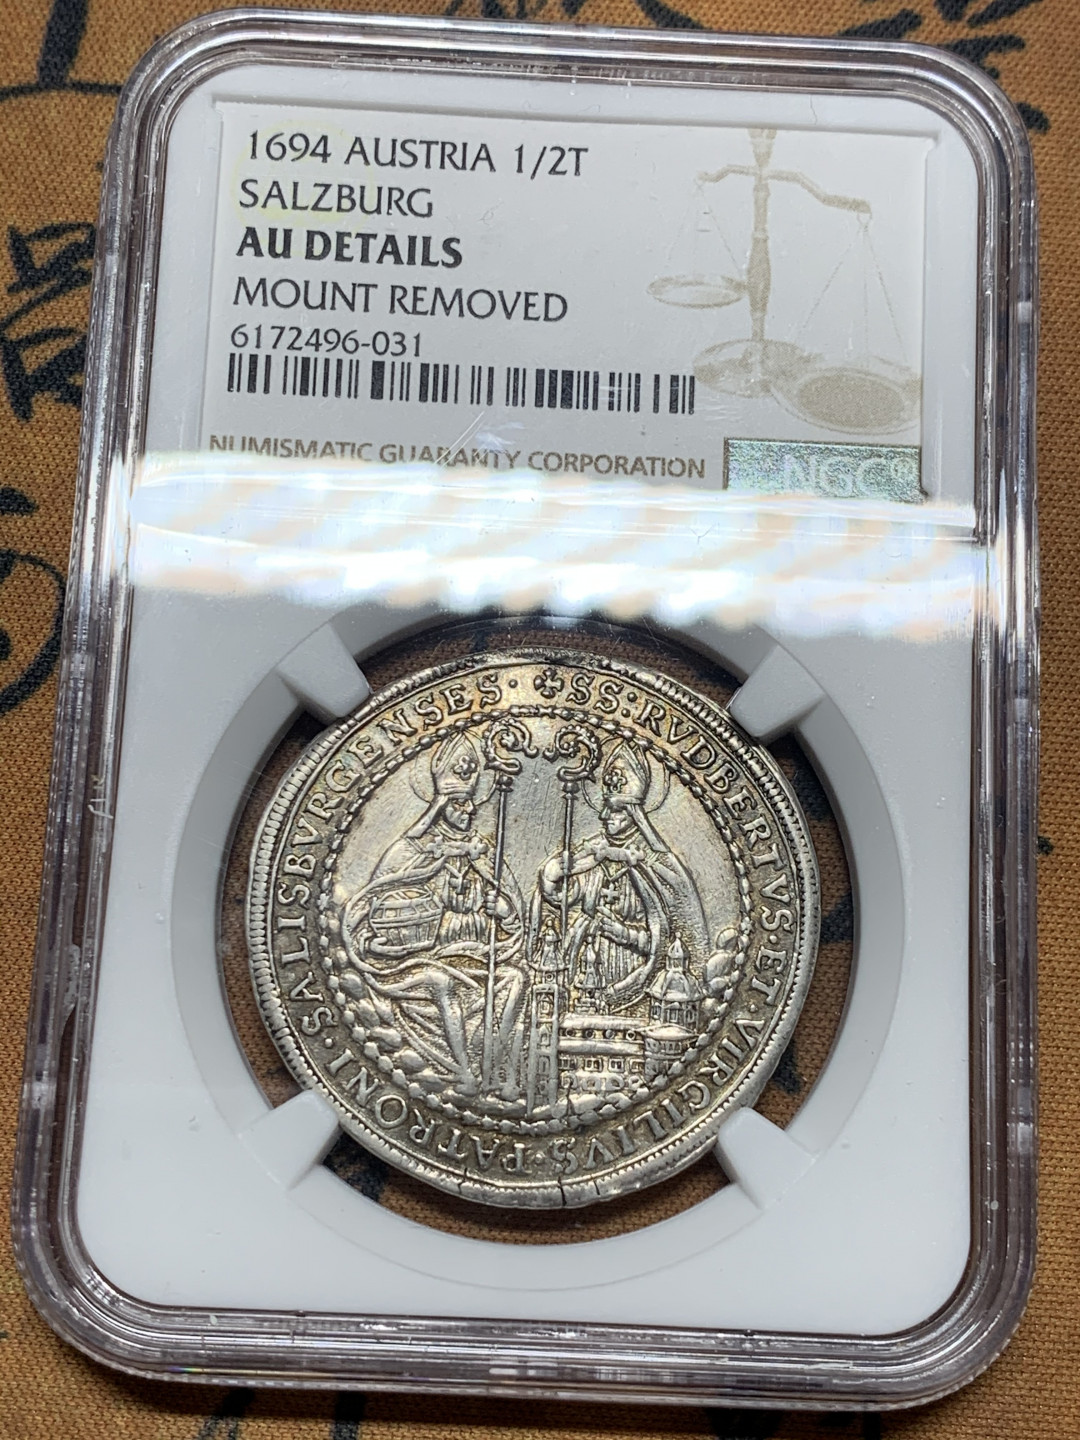 1694 AUSTRIA 1/2T
SALZBURG
AU DETAILS
MOUNT REMOVED
6172496-031
NUMISMATIC GUARANTY CORPORATION
NGC®
✤ SS: RVDBERTVS · ET · VIRGILIVS · PATRONI · SALISBVRGENSES ·